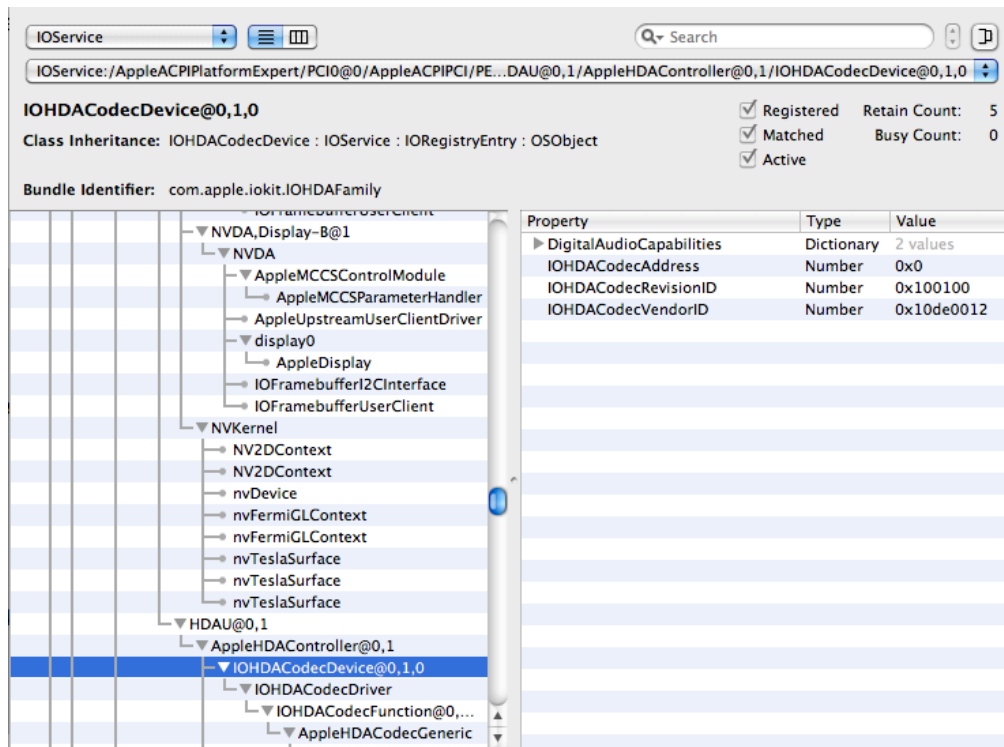 IOService
Search
IOService:/AppleACPIPlatformExpert/PCI0@0/AppleACPIPCI/PE...DAU@0,1/AppleHDAController@0,1/IOHDACodecDevice@0,1,0
IOHDACodecDevice@0,1,0
Class Inheritance: IOHDACodecDevice : IOService : IORegistryEntry : OSObject
Bundle Identifier: com.apple.iokit.IOHDAFamily
Registered Retain Count: 5
Matched Busy Count: 0
Active
IOFramebufferUserClient
NVDA,Display-B@1
NVDA
AppleMCCSControlModule
AppleMCCSParameterHandler
AppleUpstreamUserClientDriver
display0
AppleDisplay
IOFramebufferI2CInterface
IOFramebufferUserClient
NVKernel
NV2DContext
NV2DContext
nvDevice
nvFermiGLContext
nvFermiGLContext
nvTeslaSurface
nvTeslaSurface
nvTeslaSurface
HDAU@0,1
AppleHDAController@0,1
IOHDACodecDevice@0,1,0
IOHDACodecDriver
IOHDACodecFunction@0,...
AppleHDACodecGeneric
Property Type Value
DigitalAudioCapabilities Dictionary 2 values
IOHDACodecAddress Number 0x0
IOHDACodecRevisionID Number 0x100100
IOHDACodecVendorID Number 0x10de0012